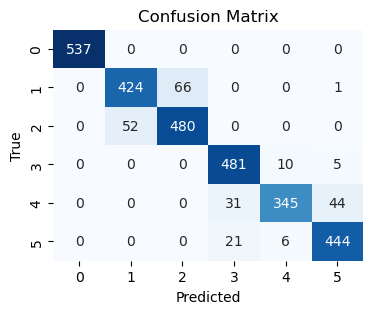 Confusion Matrix
True
0 537 0 0 0 0 0
1 0 424 66 0 0 1
2 0 52 480 0 0 0
3 0 0 0 481 10 5
4 0 0 0 31 345 44
5 0 0 0 21 6 444
0 1 2 3 4 5
Predicted